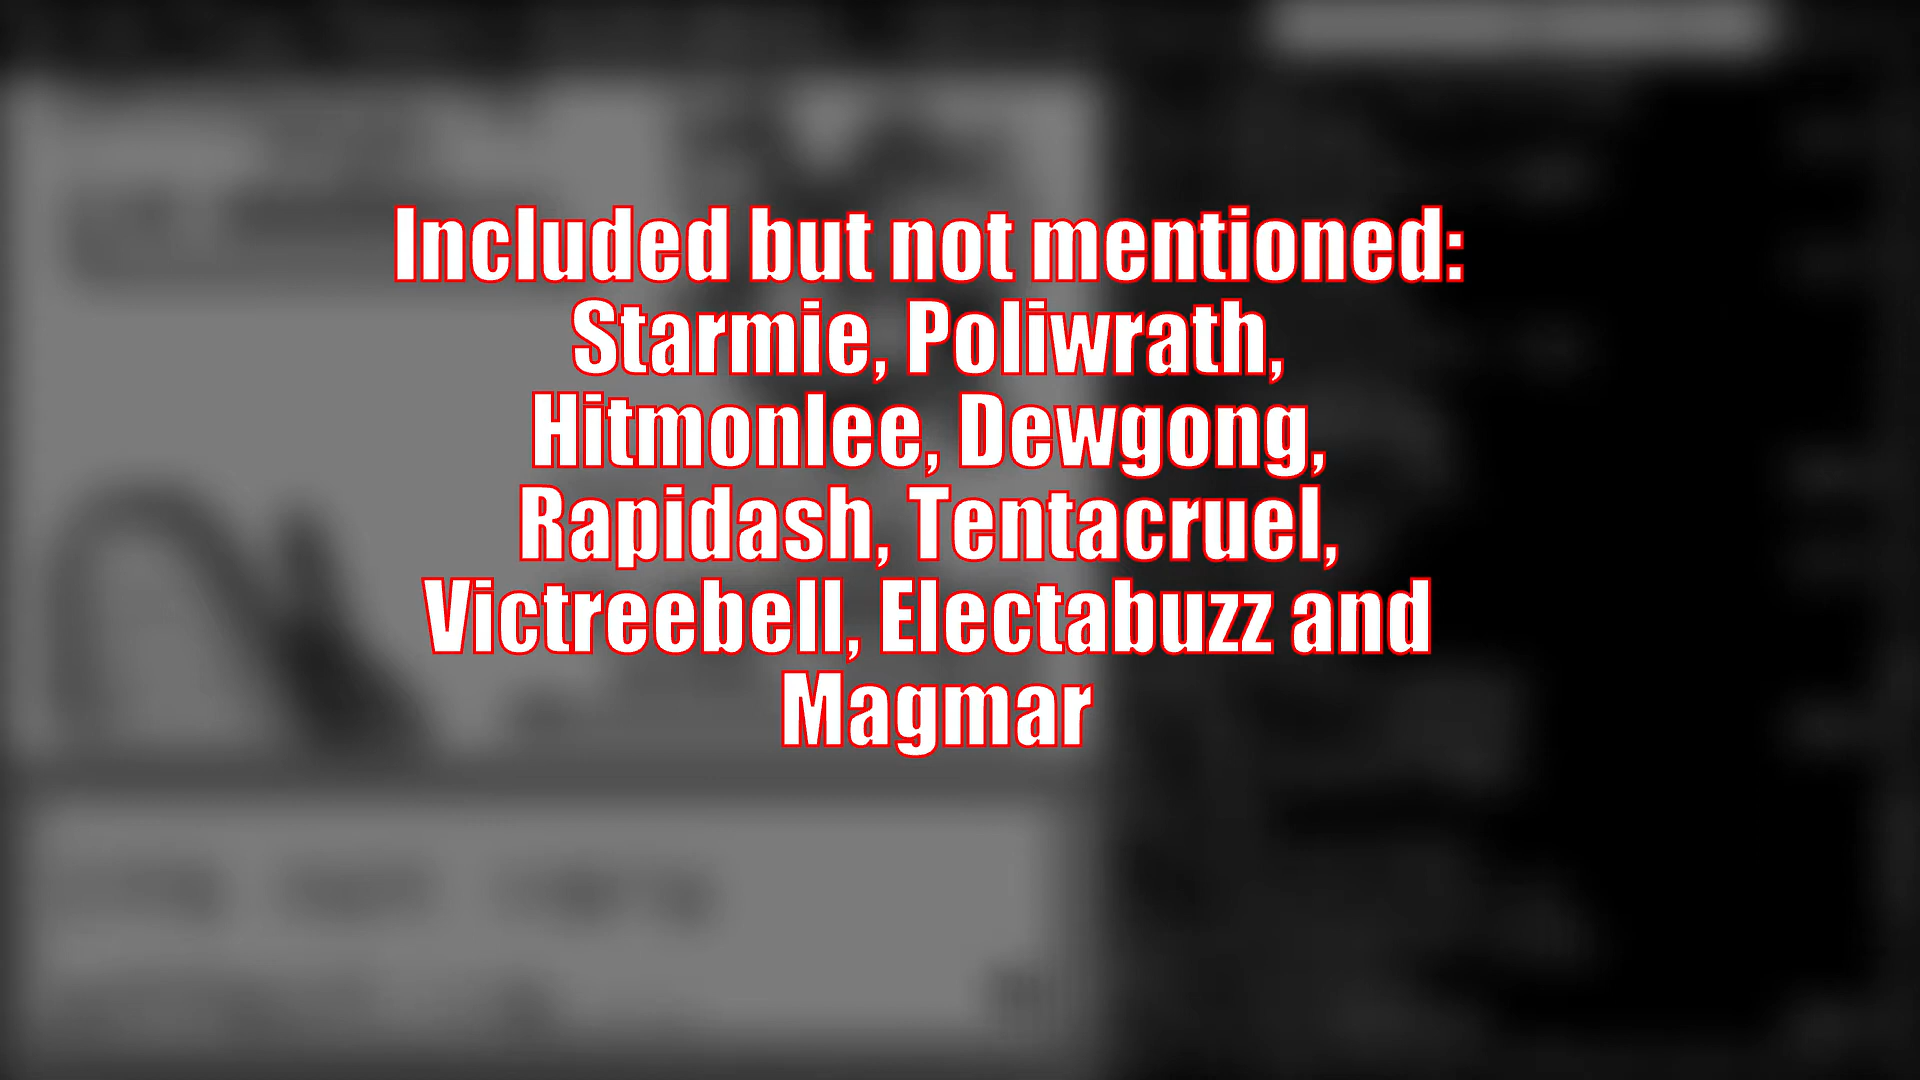 Included but not mentioned:
Starmie, Poliwrath,
Hitmonlee, Dewgong,
Rapidash, Tentacruel,
Victreebell, Electabuzz and
Magmar